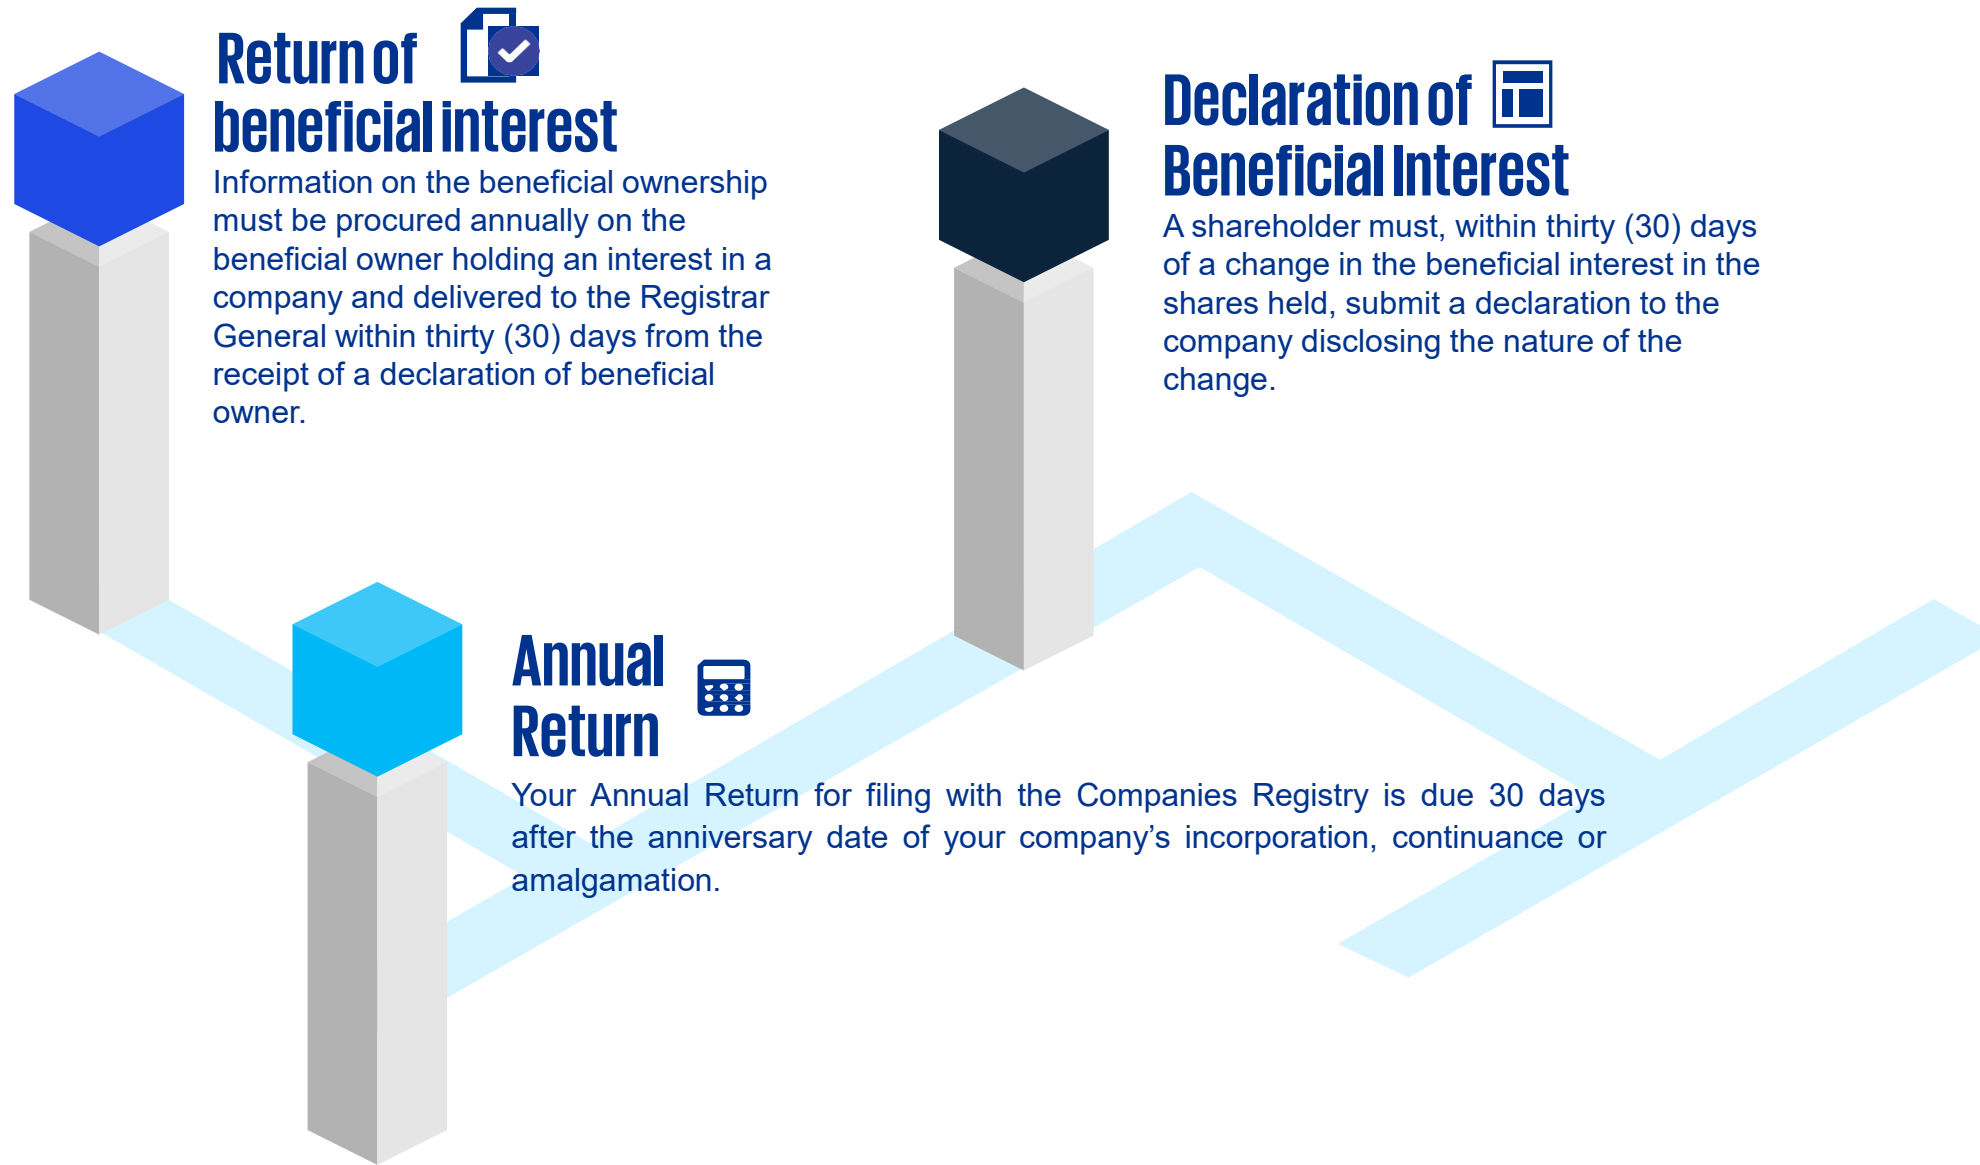 Return of
beneficial interest
Information on the beneficial ownership
must be procured annually on the
beneficial owner holding an interest in a
company and delivered to the Registrar
General within thirty (30) days from the
receipt of a declaration of beneficial
owner.
Declaration of
Beneficial Interest
A shareholder must, within thirty (30) days
of a change in the beneficial interest in the
shares held, submit a declaration to the
company disclosing the nature of the
change.
Annual
Return
Your Annual Return for filing with the Companies Registry is due 30 days
after the anniversary date of your company’s incorporation, continuance or
amalgamation.